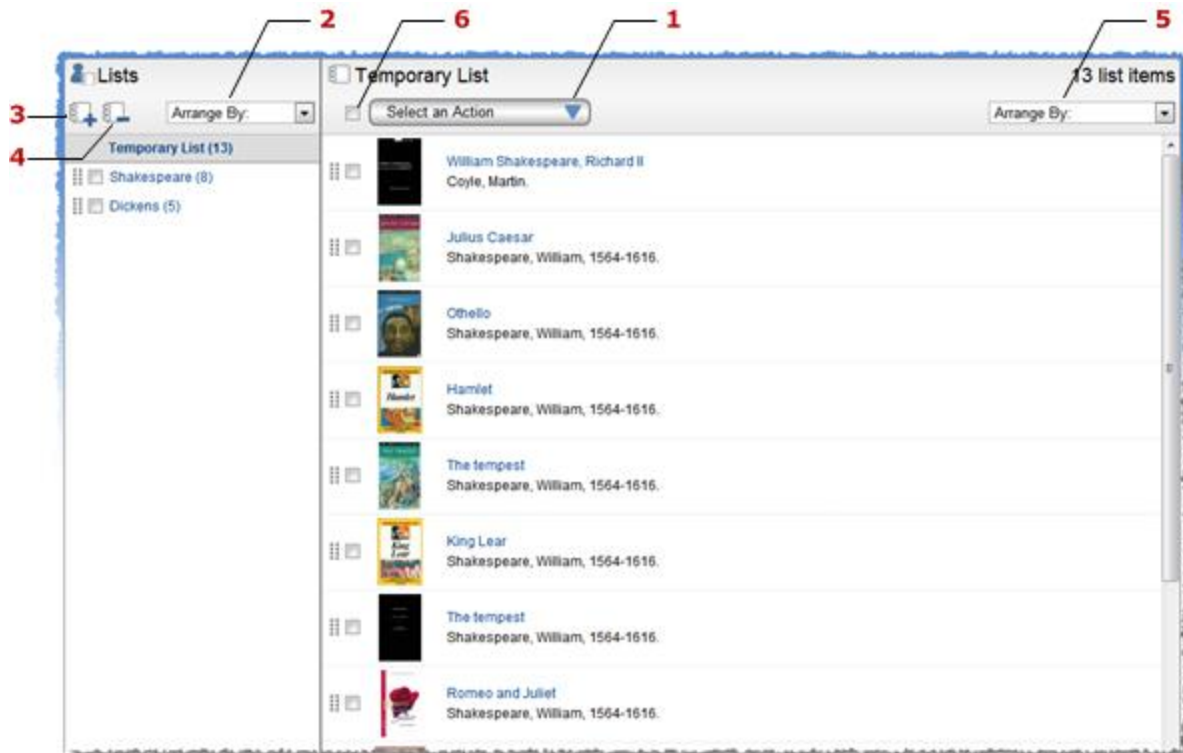 2
6
1
5
Lists
Temporary List
13 list items
3
Arrange By:
Select an Action
Arrange By:
4
Temporary List (13)
Shakespeare (8)
Dickens (5)
William Shakespeare, Richard II
Coyle, Martin.
Julius Caesar
Shakespeare, William, 1564-1616.
Othello
Shakespeare, William, 1564-1616.
Hamlet
Hamlet
Shakespeare, William, 1564-1616.
The tempest
Shakespeare, William, 1564-1616.
King
Lear
King Lear
Shakespeare, William, 1564-1616.
The tempest
Shakespeare, William, 1564-1616.
Romeo and Juliet
Shakespeare, William, 1564-1616.